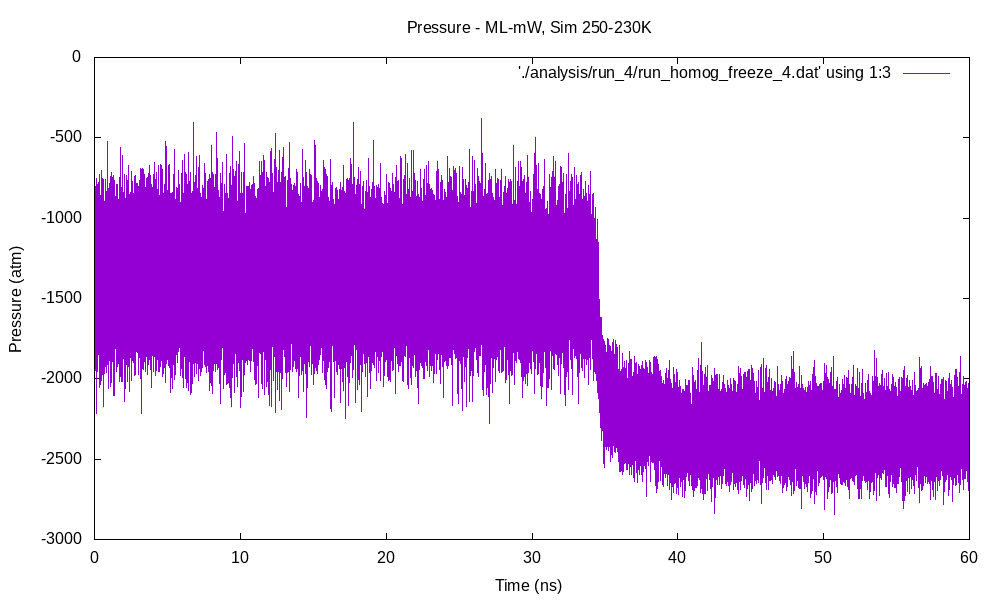 Pressure - ML-mW, Sim 250-230K
'./analysis/run_4/run_homog_freeze_4.dat' using 1:3
0
-500
-1000
-1500
-2000
-2500
-3000
Pressure (atm)
0 10 20 30 40 50 60
Time (ns)